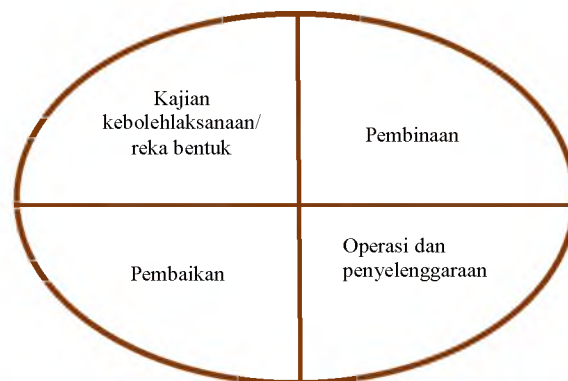 Kajian
kebolehlaksanaan/
reka bentuk
Pembinaan
Pembaikan
Operasi dan
penyelenggaraan